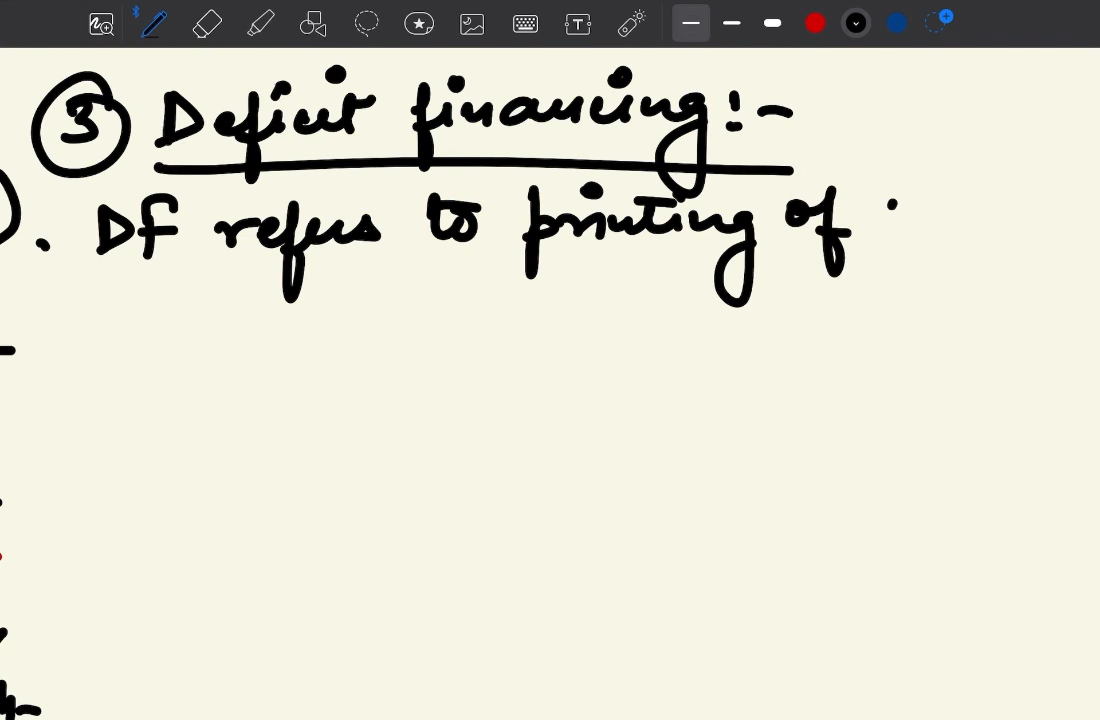 ③ Deficit financing:-
. DF refers to printing of